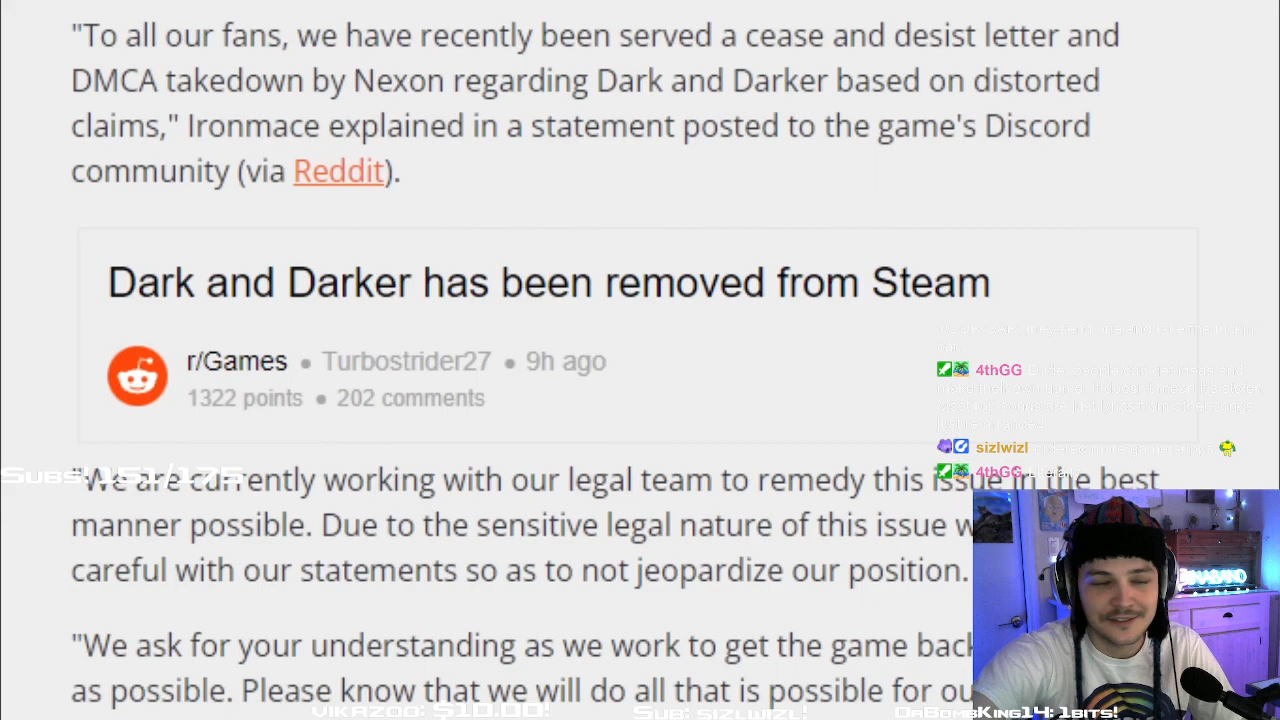 "To all our fans, we have recently been served a cease and desist letter and
DMCA takedown by Nexon regarding Dark and Darker based on distorted
claims," Ironmace explained in a statement posted to the game's Discord
community (via Reddit).
Dark and Darker has been removed from Steam
r/Games • Turbostrider27 • 9h ago
1322 points • 202 comments
4thGG
sizlwizl
4thGG
Subs: 151/175
"We are currently working with our legal team to remedy this issue in the best
manner possible. Due to the sensitive legal nature of this issue
careful with our statements so as to not jeopardize our position.
"We ask for your understanding as we work to get the game back
as possible. Please know that we will do all that is possible for
vikazoo: $10.00!
Sub: sizlwizl!
DaBombKing14: 1bits!